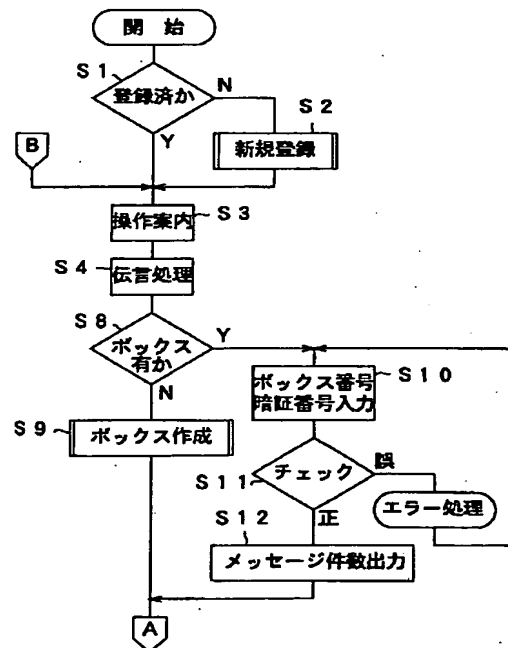 開 始
S1
登録済か
N
S2
Y
新規登録
B
操作案内
S3
S4
伝言処理
S8
ボックス
有か
Y
N
ボックス番号
暗証番号入力
S10
S9
ボックス作成
S11
チェック
誤
正
エラー処理
S12
メッセージ件数出力
A